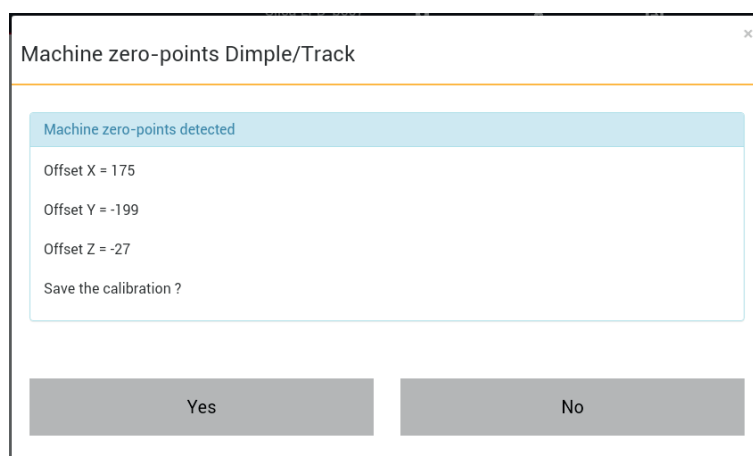 ×
Machine zero-points Dimple/Track
Machine zero-points detected
Offset X = 175
Offset Y = -199
Offset Z = -27
Save the calibration ?
Yes
No